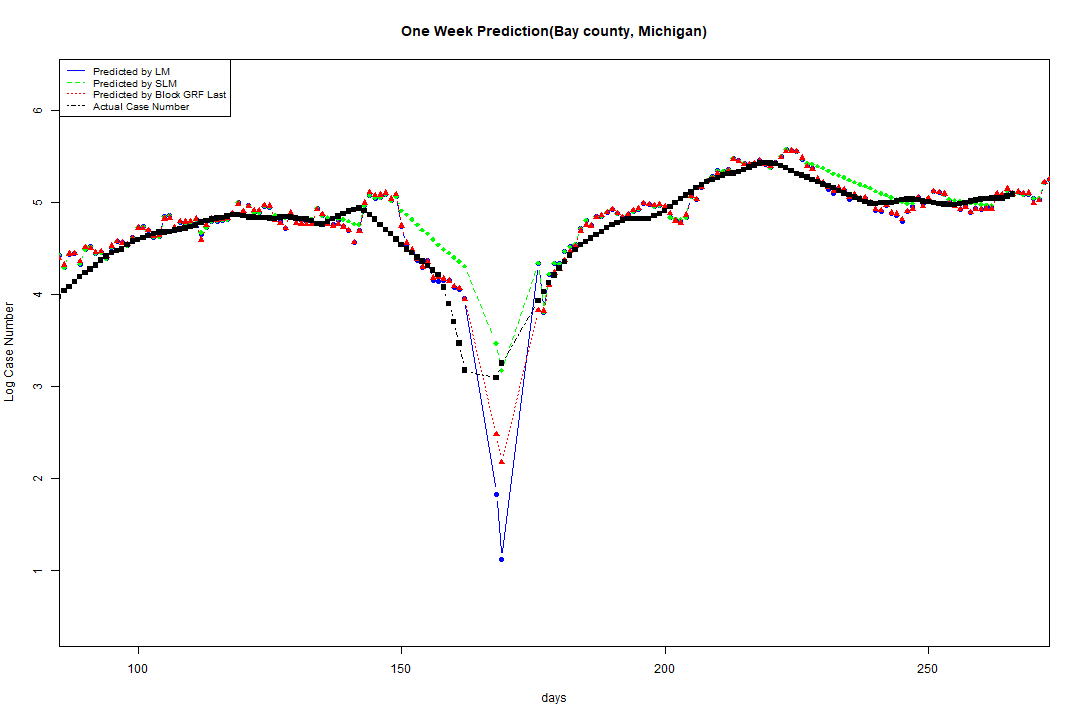 One Week Prediction(Bay county, Michigan)
Predicted by LM
Predicted by SLM
Predicted by Block GRF Last
Actual Case Number
6
5
4
3
2
1
Log Case Number
100 150 200 250
days